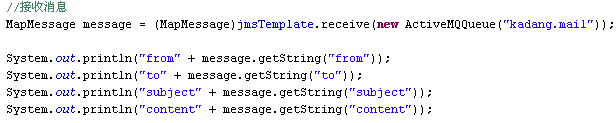 //接收消息
MapMessage message = (MapMessage)jmsTemplate.receive(new ActiveMQQueue("kadang.mail"));
System.out.println("from" + message.getString("from"));
System.out.println("to" + message.getString("to"));
System.out.println("subject" + message.getString("subject"));
System.out.println("content" + message.getString("content"));